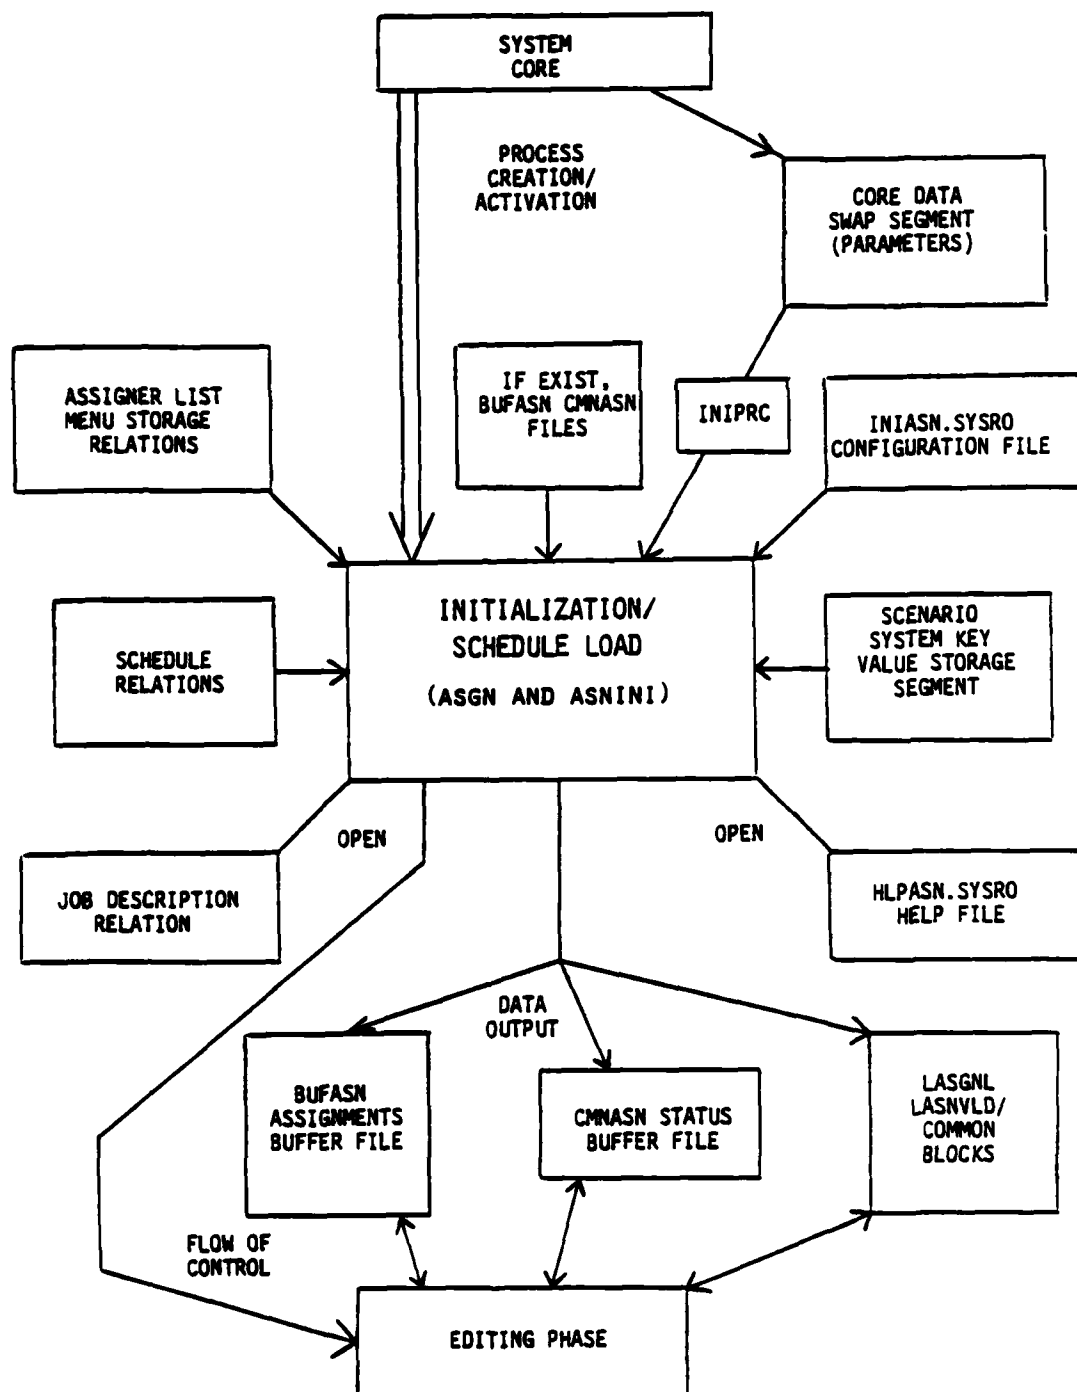 SYSTEM
CORE
PROCESS
CREATION/
ACTIVATION
CORE DATA
SWAP SEGMENT
(PARAMETERS)
ASSIGNER LIST
MENU STORAGE
RELATIONS
IF EXIST,
BUFASN CMNASN
FILES
INIPRC
INIASN.SYSRO
CONFIGURATION FILE
INITIALIZATION/
SCHEDULE LOAD
(ASGN AND ASNINI)
SCHEDULE
RELATIONS
SCENARIO
SYSTEM KEY
VALUE STORAGE
SEGMENT
OPEN
OPEN
JOB DESCRIPTION
RELATION
HLPASN.SYSRO
HELP FILE
DATA
OUTPUT
BUFASN
ASSIGNMENTS
BUFFER FILE
CMNASN STATUS
BUFFER FILE
LASGNL
LASNVLD/
COMMON
BLOCKS
FLOW OF
CONTROL
EDITING PHASE